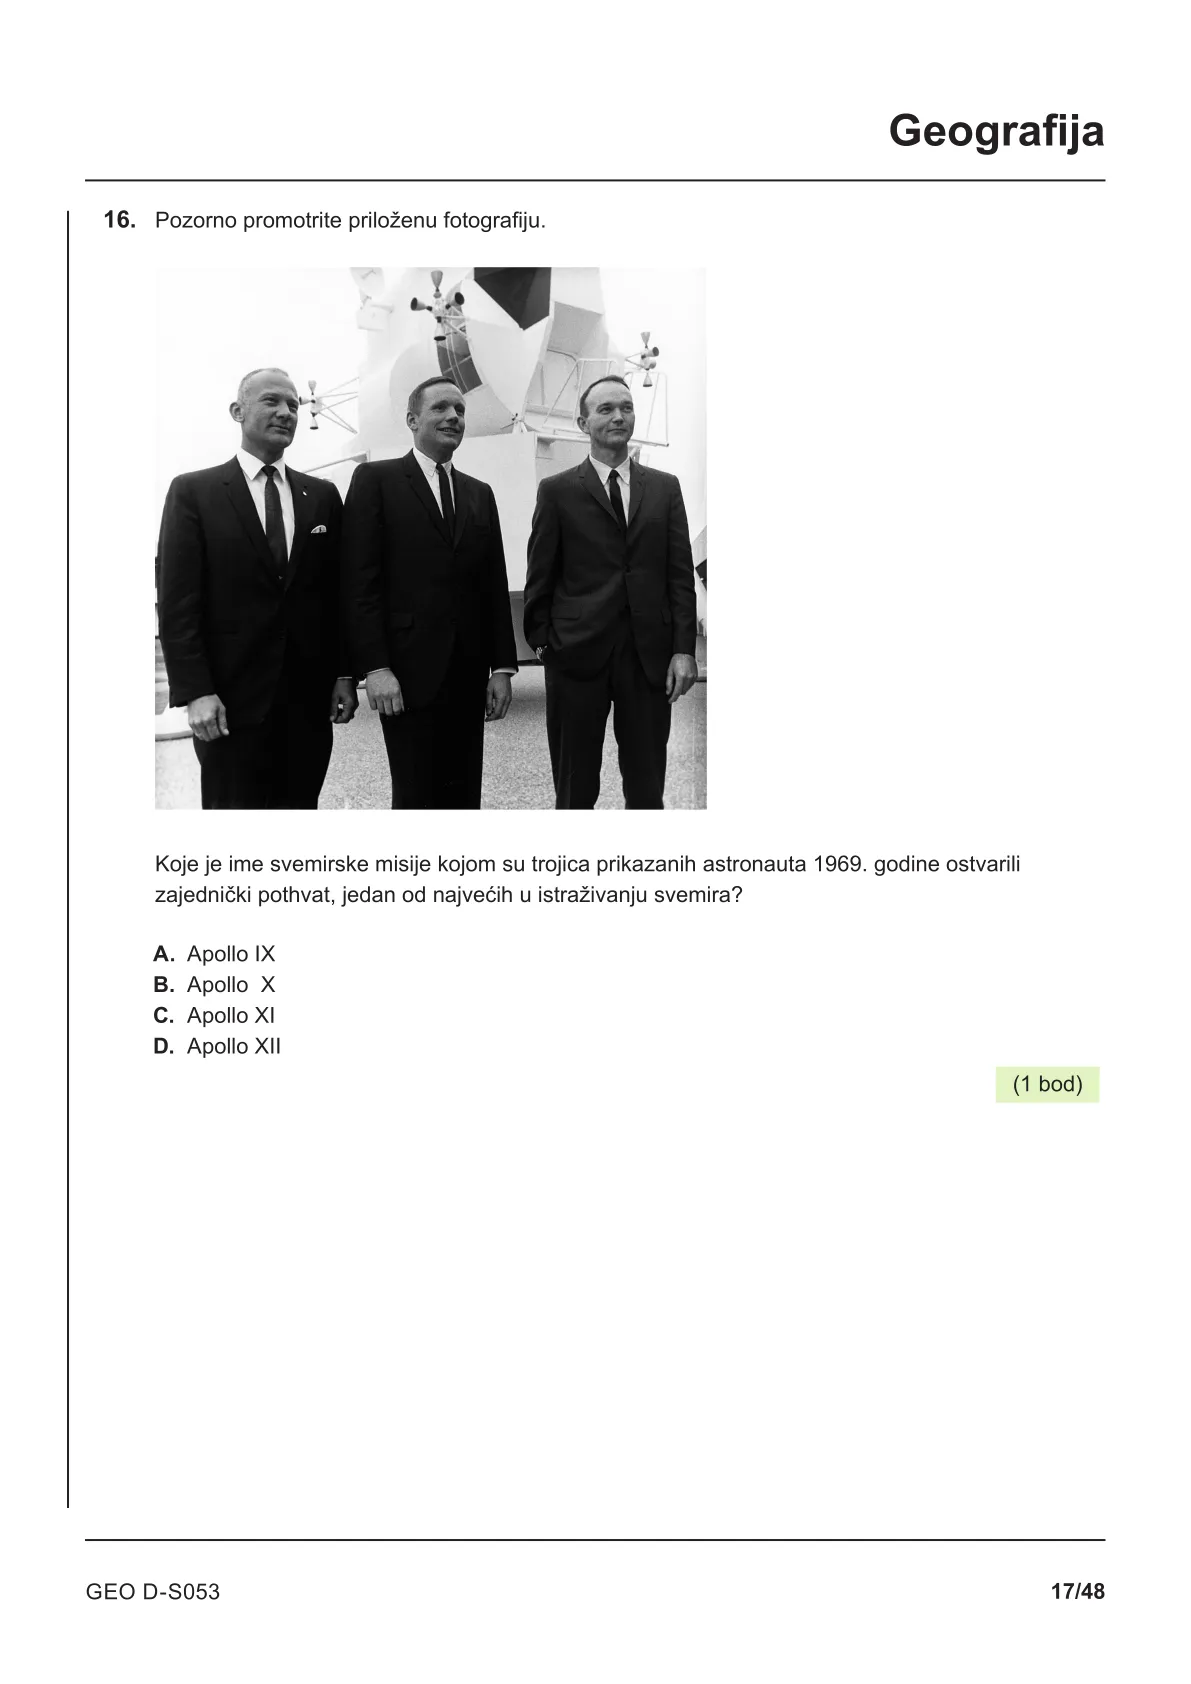 Geografija
16. Pozorno promotrite priloženu fotografiju.
Koje je ime svemirske misije kojom su trojica prikazanih astronauta 1969. godine ostvarili
zajednički pothvat, jedan od najvećih u istraživanju svemira?
A. Apollo IX
B. Apollo X
C. Apollo XI
D. Apollo XII
(1 bod)
GEO D-S053
17/48